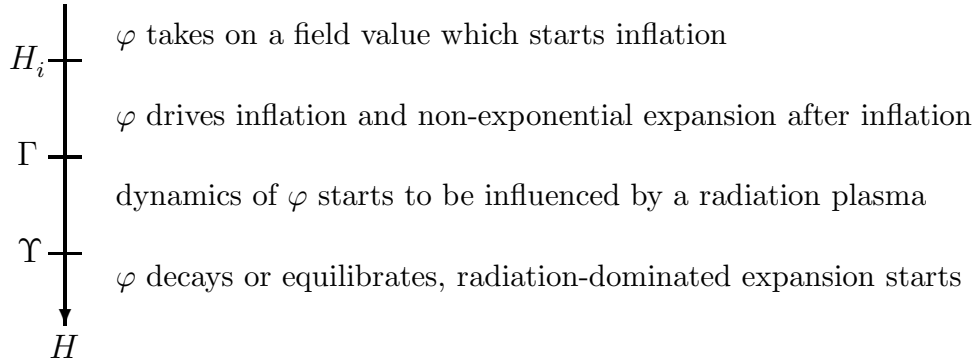 φ takes on a field value which starts inflation
H_i
φ drives inflation and non-exponential expansion after inflation
Γ
dynamics of φ starts to be influenced by a radiation plasma
Υ
φ decays or equilibrates, radiation-dominated expansion starts
H